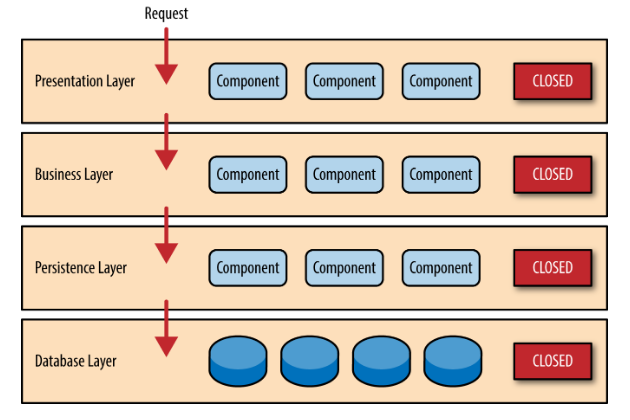 Request
Presentation Layer Component Component Component CLOSED
Business Layer Component Component Component CLOSED
Persistence Layer Component Component Component CLOSED
Database Layer CLOSED